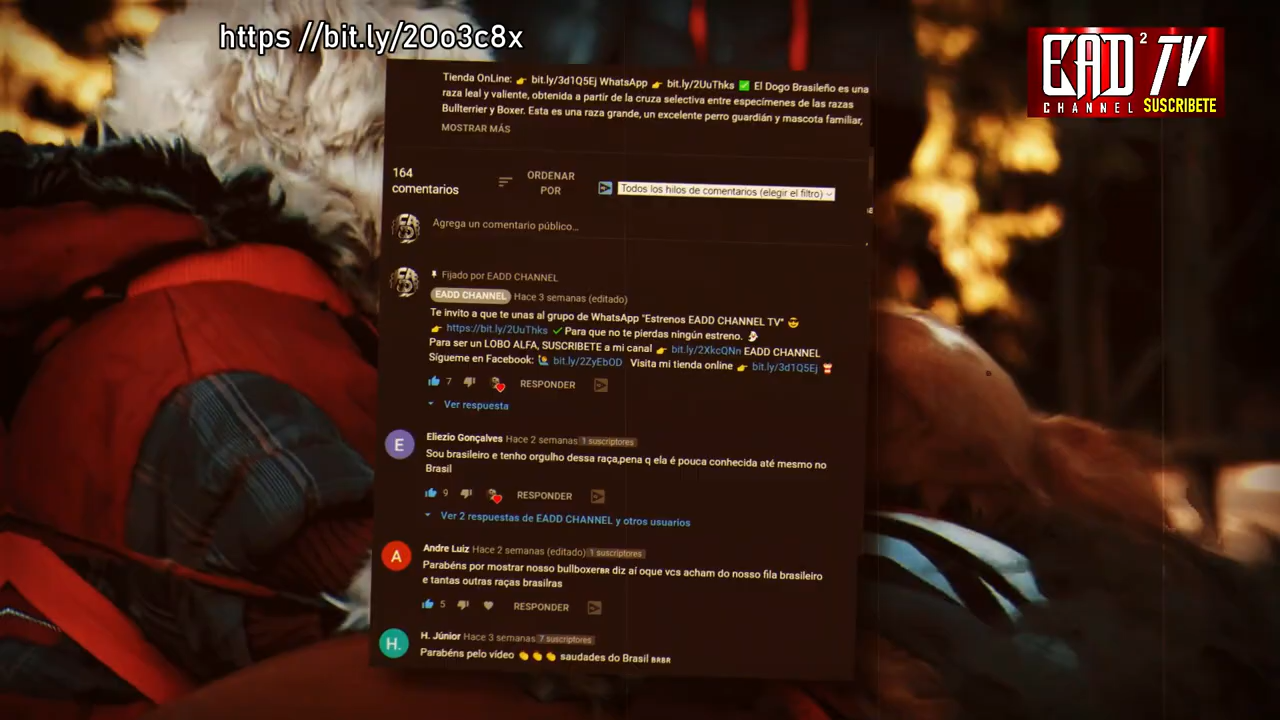 https //bit.ly/2Oo3c8x
EAD² TV
CHANNEL SUSCRIBETE
Tienda OnLine: 👉 bit.ly/3d1Q5Ej WhatsApp 👉 bit.ly/2UuThks ✅ El Dogo Brasileño es una
raza leal y valiente, obtenida a partir de la cruza selectiva entre especímenes de las razas
Bullterrier y Boxer. Esta es una raza grande, un excelente perro guardián y mascota familiar,
MOSTRAR MÁS
164
comentarios
ORDENAR
POR
Todos los hilos de comentarios (elegir el filtro)
Agrega un comentario público...
Fijado por EADD CHANNEL
EADD CHANNEL Hace 3 semanas (editado)
Te invito a que te unas al grupo de WhatsApp "Estrenos EADD CHANNEL TV" 😎
👉 https://bit.ly/2UuThks ✔ Para que no te pierdas ningún estreno. 👻
Para ser un LOBO ALFA, SUSCRIBETE a mi canal 👉 bit.ly/2XkcQNn EADD CHANNEL
Sígueme en Facebook: bit.ly/2ZyEbOD Visita mi tienda online 👉 bit.ly/3d1Q5Ej
7 RESPONDER
Ver respuesta
E
Eliezio Gonçalves Hace 2 semanas 1 suscriptores
Sou brasileiro e tenho orgulho dessa raça,pena q ela é pouca conhecida até mesmo no
Brasil
9 RESPONDER
Ver 2 respuestas de EADD CHANNEL y otros usuarios
A
Andre Luiz Hace 2 semanas (editado) 1 suscriptores
Parabéns por mostrar nosso bullboxerBR diz aí oque vcs acham do nosso fila brasileiro
e tantas outras raças brasilras
5 RESPONDER
H.
H. Júnior Hace 3 semanas 7 suscriptores
Parabéns pelo vídeo 👏👏👏 saudades do Brasil BRBR